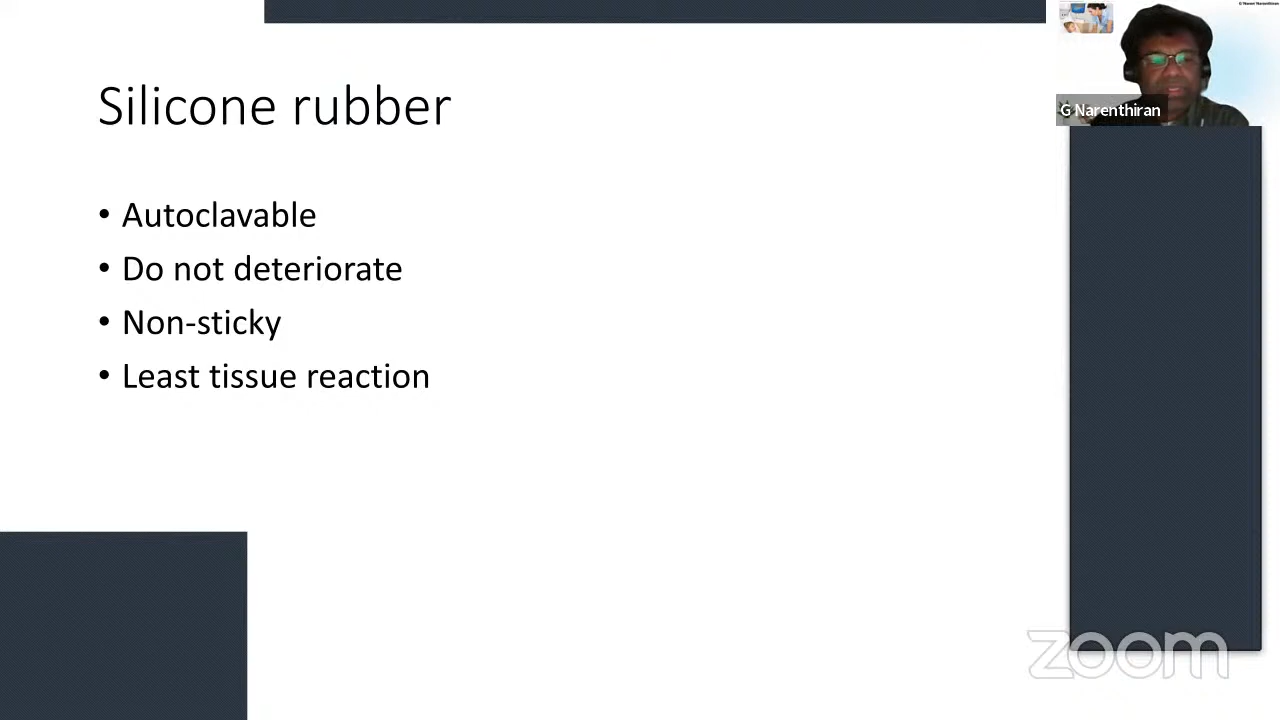 Silicone rubber
• Autoclavable
• Do not deteriorate
• Non-sticky
• Least tissue reaction
G Narenthiran
zoom